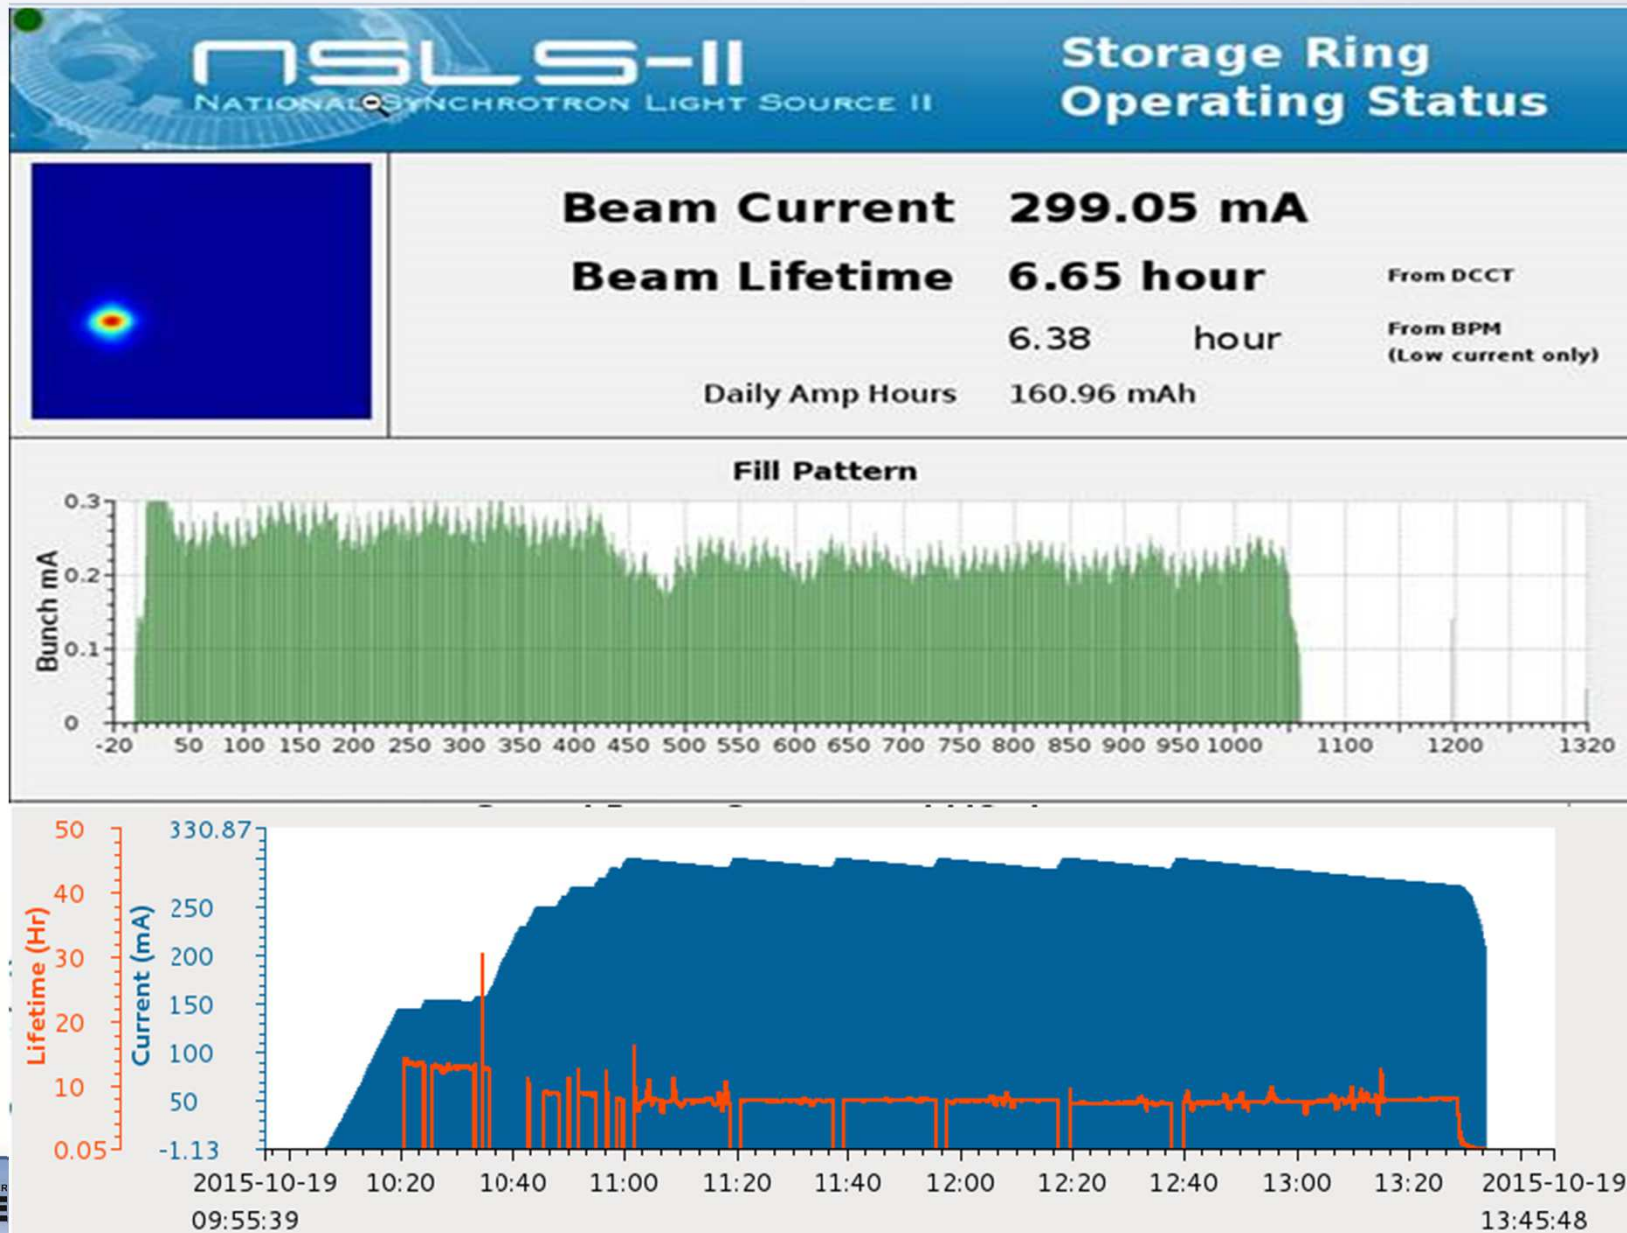 NSLS-II
NATIONAL SYNCHROTRON LIGHT SOURCE II
Storage Ring
Operating Status
Beam Current 299.05 mA
Beam Lifetime 6.65 hour From DCCT
6.38 hour From BPM
(Low current only)
Daily Amp Hours 160.96 mAh
Fill Pattern
Bunch mA
0.3
0.2
0.1
0
-20 50 100 150 200 250 300 350 400 450 500 550 600 650 700 750 800 850 900 950 1000 1100 1200 1320
Lifetime (Hr)
50
40
30
20
10
0.05
Current (mA)
330.87
250
200
150
100
50
-1.13
2015-10-19 10:20 10:40 11:00 11:20 11:40 12:00 12:20 12:40 13:00 13:20 2015-10-19
09:55:39 13:45:48